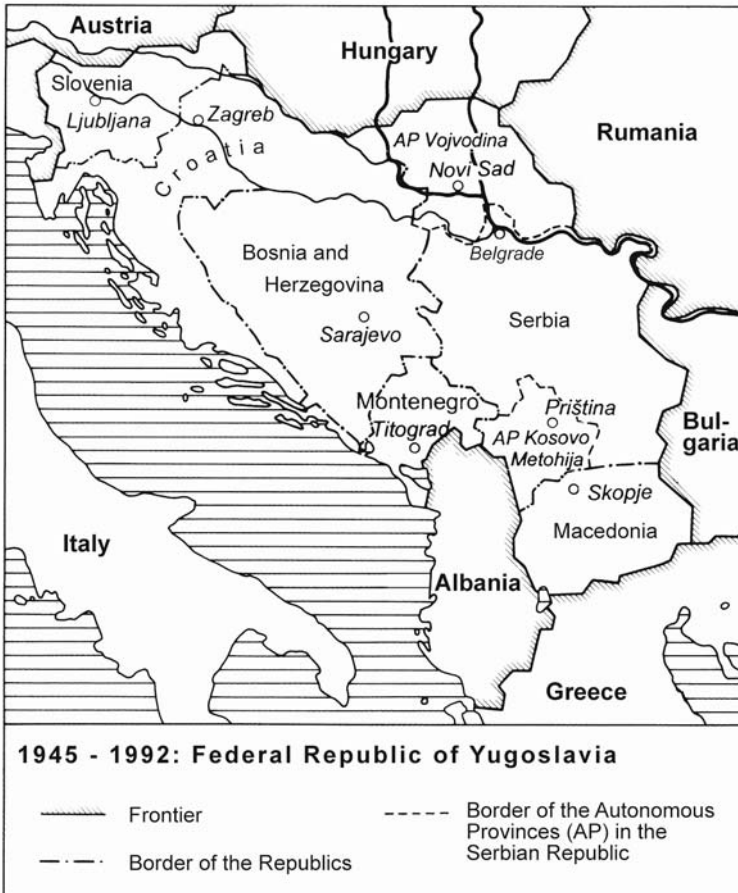 Austria
Hungary
Slovenia
Ljubljana
Zagreb
Croatia
AP Vojvodina
Novi Sad
Rumania
Belgrade
Bosnia and
Herzegovina
Sarajevo
Serbia
Montenegro
Titograd
Priština
AP Kosovo
Metohija
Bul-
garia
Skopje
Macedonia
Italy
Albania
Greece
1945 - 1992: Federal Republic of Yugoslavia
Frontier
Border of the Republics
Border of the Autonomous
Provinces (AP) in the
Serbian Republic